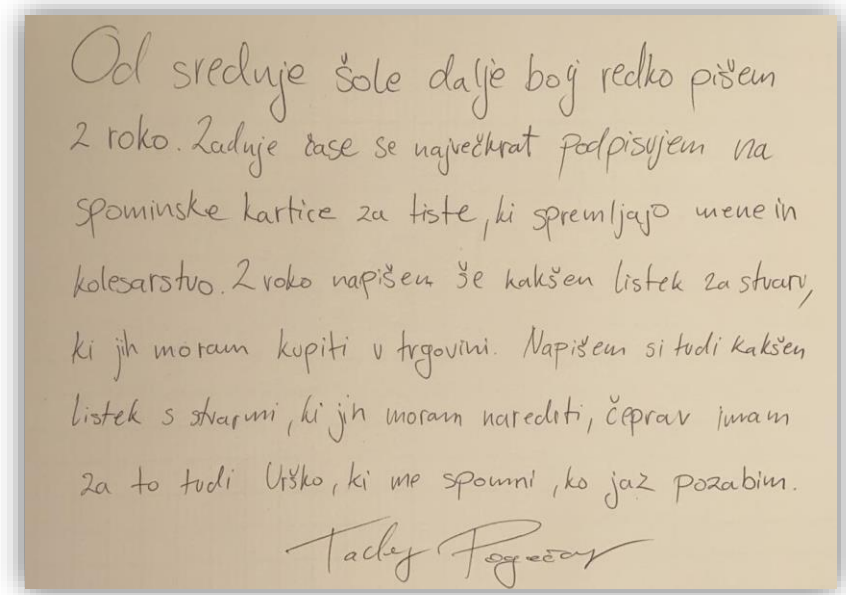 Od srednje šole dalje bolj redko pišem
z roko. Zadnje čase se največkrat podpisujem na
spominske kartice za tiste, ki spremljajo mene in
kolesarstvo. Z roko napišem še kakšen listek za stvari,
ki jih moram kupiti v trgovini. Napišem si tudi kakšen
listek s stvarmi, ki jih moram narediti, čeprav imam
za to tudi Urško, ki me spomni, ko jaz pozabim.
Tadej Pogačar